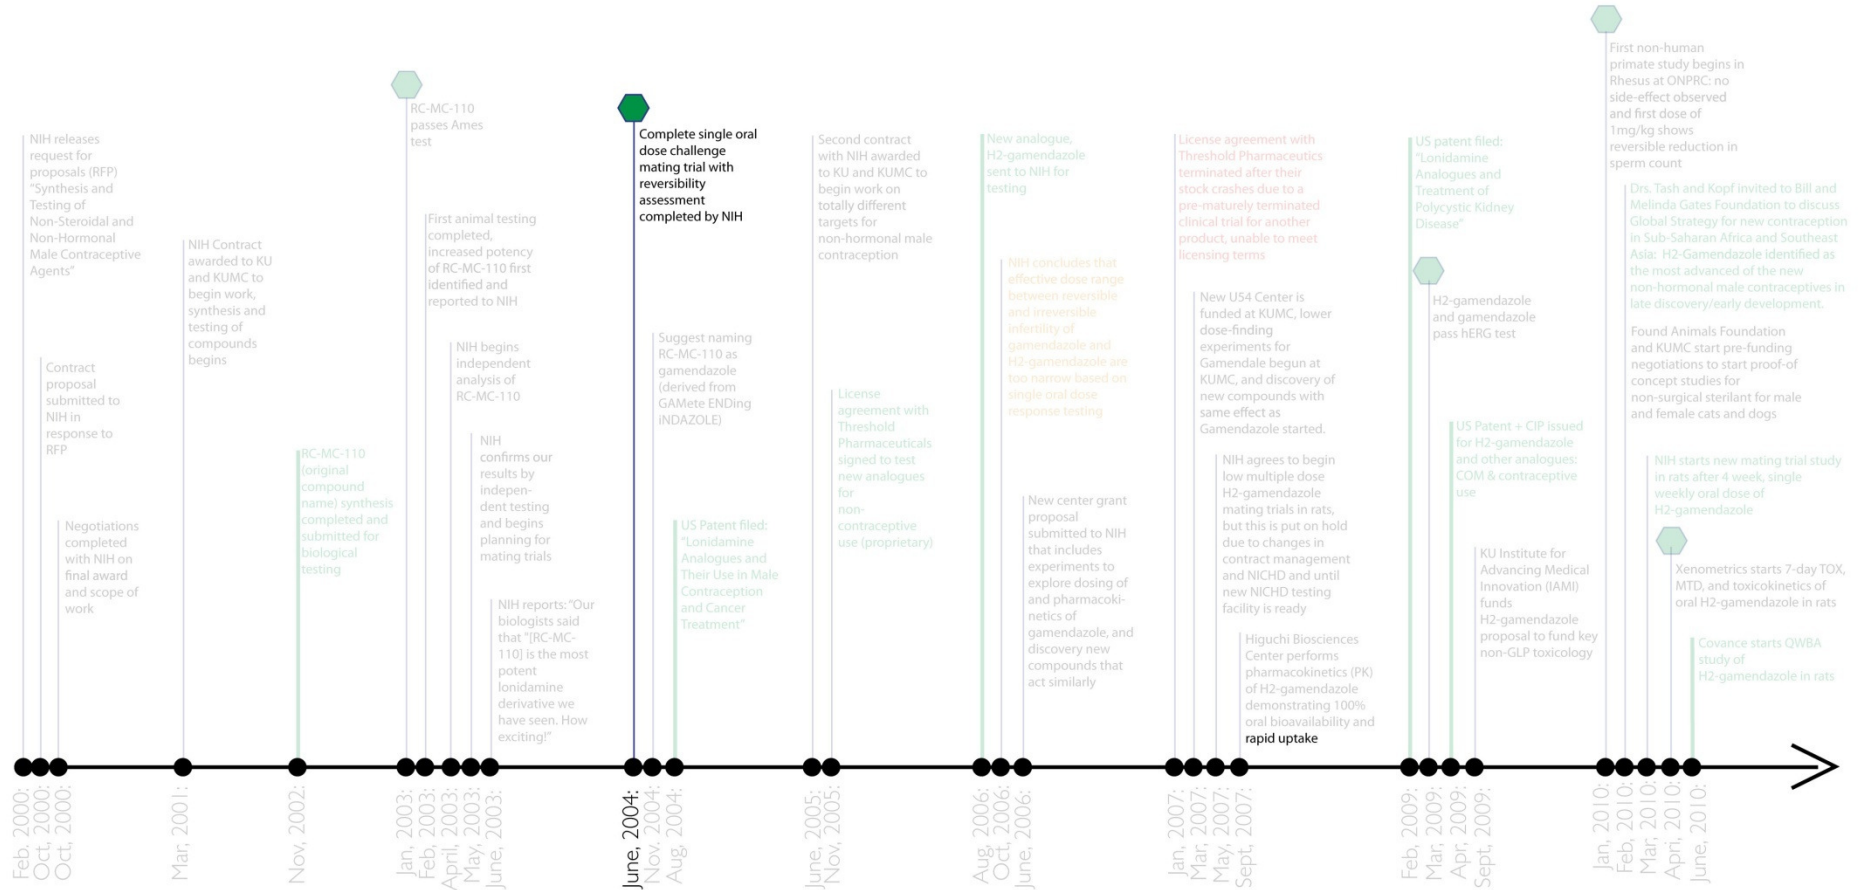 NIH releases
request for
proposals (RFP)
"Synthesis and
Testing of
Non-Steroidal and
Non-Hormonal
Male Contraceptive
Agents"
Contract
proposal
submitted to
NIH in
response to
RFP
Negotiations
completed
with NIH on
final award
and scope of
work
NIH Contract
awarded to KU
and KUMC to
begin work,
synthesis and
testing of
compounds
begins
RC-MC-110
(original
compound
name) synthesis
completed and
submitted for
biological
testing
RC-MC-110
passes Ames
test
First animal testing
completed,
increased potency
of RC-MC-110 first
identified and
reported to NIH
NIH begins
independent
analysis of
RC-MC-110
NIH
confirms our
results by
indepen-
dent testing
and begins
planning for
mating trials
NIH reports: "Our
biologists said
that "[RC-MC-
110] is the most
potent
lonidamine
derivative we
have seen. How
exciting!"
Complete single oral
dose challenge
mating trial with
reversibility
assessment
completed by NIH
Suggest naming
RC-MC-110 as
gamendazole
(derived from
GAMete ENDing
iNDAZOLE)
US Patent filed:
"Lonidamine
Analogues and
Their Use in Male
Contraception
and Cancer
Treatment"
Second contract
with NIH awarded
to KU and KUMC to
begin work on
totally different
targets for
non-hormonal male
contraception
License
agreement with
Threshold
Pharmaceuticals
signed to test
new analogues
for
non-
contraceptive
use (proprietary)
New analogue,
H2-gamendazole
sent to NIH for
testing
NIH concludes that
effective dose range
between reversible
and irreversible
infertility of
gamendazole and
H2-gamendazole are
too narrow based on
single oral dose
response testing
New center grant
proposal
submitted to NIH
that includes
experiments to
explore dosing of
and pharmacoki-
netics of
gamendazole, and
discovery new
compounds that
act similarly
License agreement with
Threshold Pharmaceutics
terminated after their
stock crashes due to a
pre-maturely terminated
clinical trial for another
product, unable to meet
licensing terms
New U54 Center is
funded at KUMC, lower
dose-finding
experiments for
Gamendale begun at
KUMC, and discovery of
new compounds with
same effect as
Gamendazole started.
NIH agrees to begin
low multiple dose
H2-gamendazole
mating trials in rats,
but this is put on hold
due to changes in
contract management
and NICHD and until
new NICHD testing
facility is ready
Higuchi Biosciences
Center performs
pharmacokinetics (PK)
of H2-gamendazole
demonstrating 100%
oral bioavailability and
rapid uptake
US patent filed:
"Lonidamine
Analogues and
Treatment of
Polycystic Kidney
Disease"
H2-gamendazole
and gamendazole
pass hERG test
US Patent + CIP issued
for H2-gamendazole
and other analogues:
COM & contraceptive
use
KU Institute for
Advancing Medical
Innovation (IAMI)
funds
H2-gamendazole
proposal to fund key
non-GLP toxicology
First non-human
primate study begins in
Rhesus at ONPRC: no
side-effect observed
and first dose of
1mg/kg shows
reversible reduction in
sperm count
Drs. Tash and Kopf invited to Bill and
Melinda Gates Foundation to discuss
Global Strategy for new contraception
in Sub-Saharan Africa and Southeast
Asia: H2-Gamendazole identified as
the most advanced of the new
non-hormonal male contraceptives in
late discovery/early development.
Found Animals Foundation
and KUMC start pre-funding
negotiations to start proof-of
concept studies for
non-surgical sterilant for male
and female cats and dogs
NIH starts new mating trial study
in rats after 4 week, single
weekly oral dose of
H2-gamendazole
Xenometrics starts 7-day TOX,
MTD, and toxicokinetics of
oral H2-gamendazole in rats
Covance starts QWBA
study of
H2-gamendazole in rats
Feb. 2000:
Oct, 2000:
Oct, 2000:
Mar, 2001:
Nov, 2002:
Jan, 2003:
Feb, 2003:
April, 2003:
May, 2003:
June, 2003:
June, 2004:
Nov. 2004:
Aug, 2004:
June, 2005:
Nov, 2005:
Aug, 2006:
Oct, 2006:
June, 2006:
Jan, 2007:
Mar, 2007:
May, 2007:
Sept, 2007:
Feb, 2009:
Mar, 2009:
Apr, 2009:
Sept, 2009:
Jan, 2010:
Feb, 2010:
Mar, 2010:
Apri, 2010:
June, 2010: